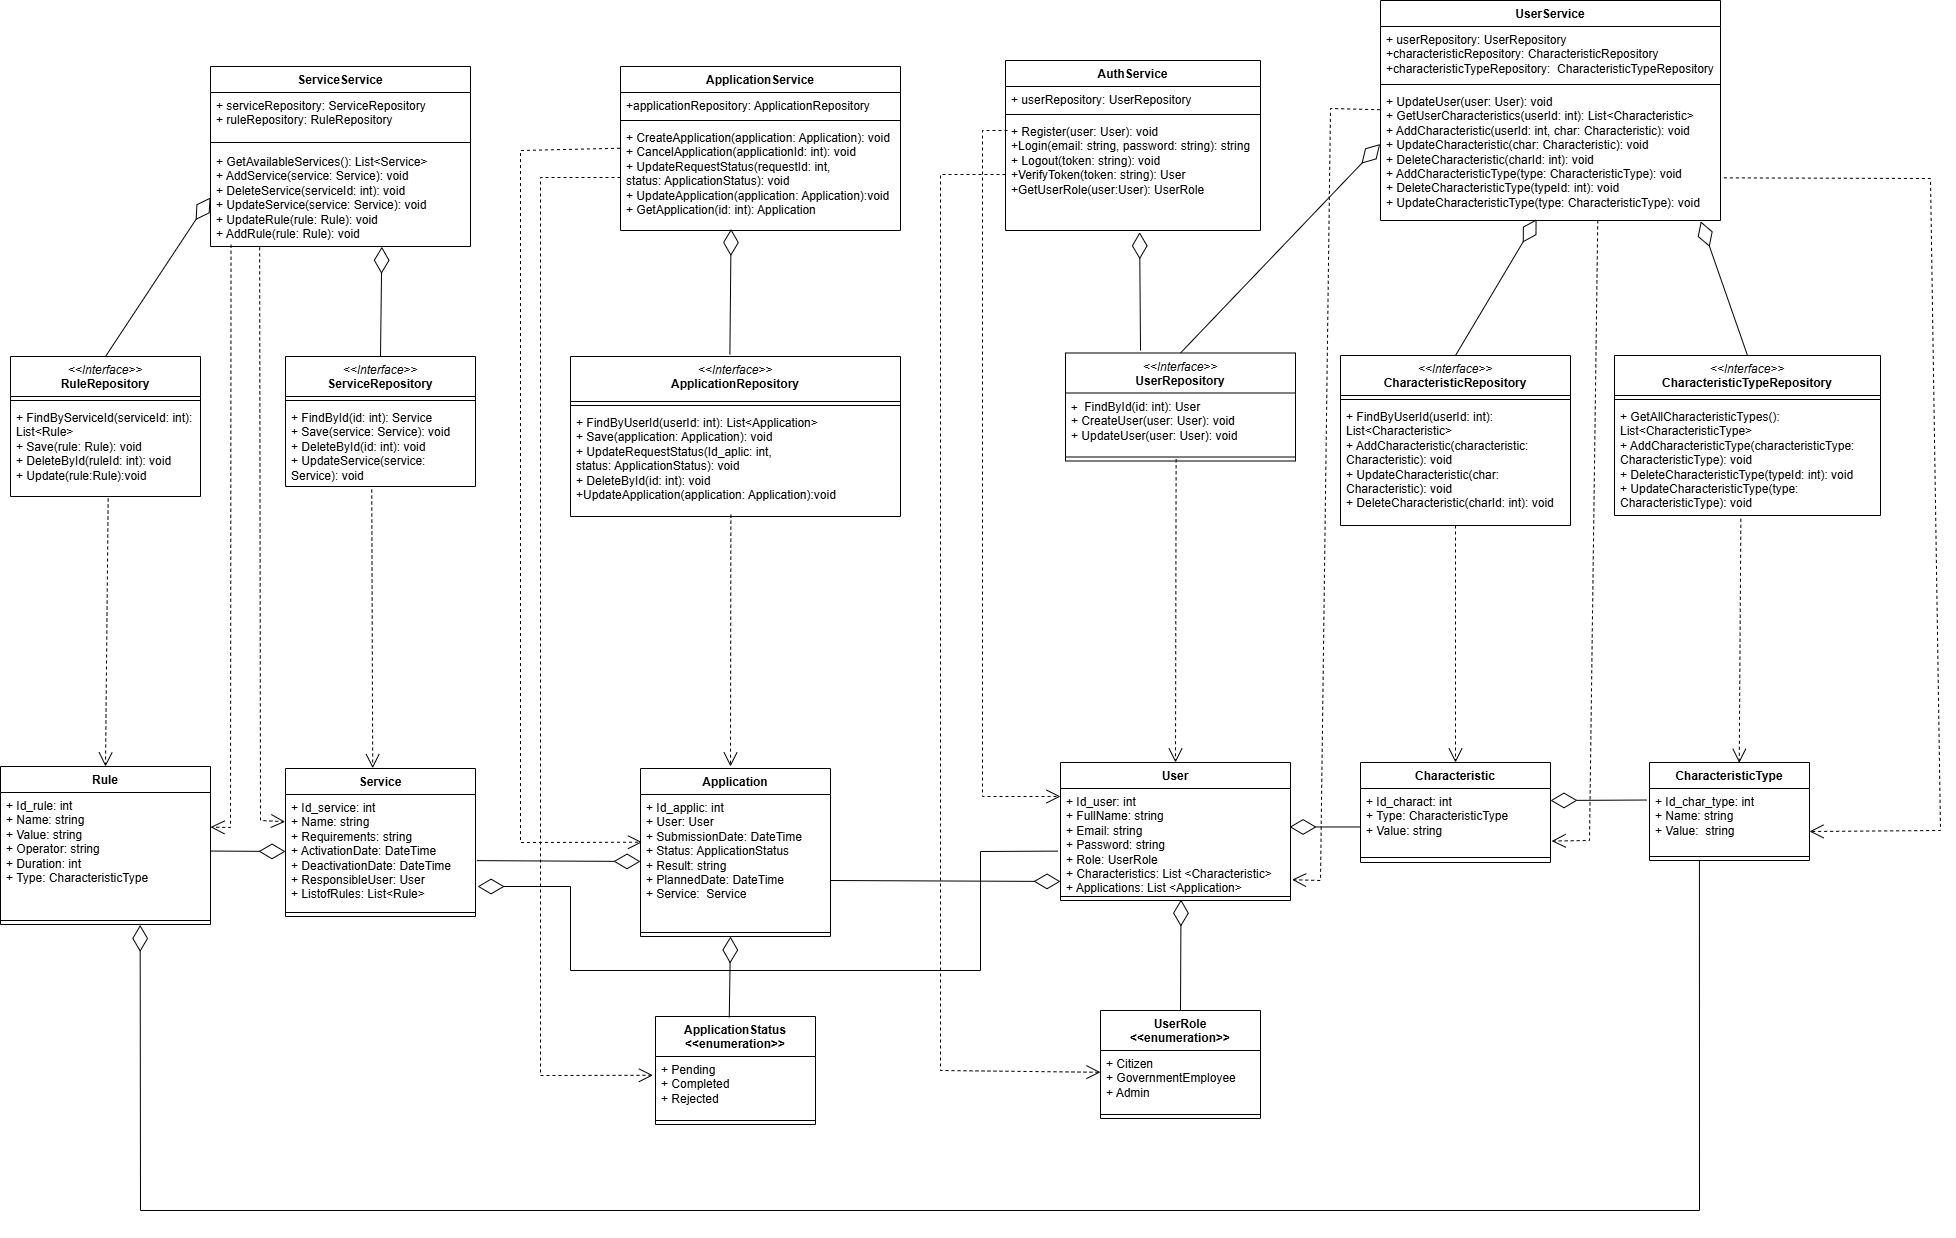 ServiceService
+ serviceRepository: ServiceRepository
+ ruleRepository: RuleRepository
+ GetAvailableServices(): List<Service>
+ AddService(service: Service): void
+ DeleteService(serviceId: int): void
+ UpdateService(service: Service): void
+ UpdateRule(rule: Rule): void
+ AddRule(rule: Rule): void
ApplicationService
+applicationRepository: ApplicationRepository
+ CreateApplication(application: Application): void
+ CancelApplication(applicationId: int): void
+ UpdateRequestStatus(requestId: int,
status: ApplicationStatus): void
+ UpdateApplication(application: Application):void
+ GetApplication(id: int): Application
AuthService
+ userRepository: UserRepository
+ Register(user: User): void
+Login(email: string, password: string): string
+ Logout(token: string): void
+VerifyToken(token: string): User
+GetUserRole(user:User): UserRole
UserService
+ userRepository: UserRepository
+characteristicRepository: CharacteristicRepository
+characteristicTypeRepository:  CharacteristicTypeRepository
+ UpdateUser(user: User): void
+ GetUserCharacteristics(userId: int): List<Characteristic>
+ AddCharacteristic(userId: int, char: Characteristic): void
+ UpdateCharacteristic(char: Characteristic): void
+ DeleteCharacteristic(charId: int): void
+ AddCharacteristicType(type: CharacteristicType): void
+ DeleteCharacteristicType(typeId: int): void
+ UpdateCharacteristicType(type: CharacteristicType): void
<<Interface>>
RuleRepository
+ FindByServiceId(serviceId: int):
List<Rule>
+ Save(rule: Rule): void
+ DeleteById(ruleId: int): void
+ Update(rule:Rule):void
<<Interface>>
ServiceRepository
+ FindById(id: int): Service
+ Save(service: Service): void
+ DeleteById(id: int): void
+ UpdateService(service:
Service): void
<<Interface>>
ApplicationRepository
+ FindByUserId(userId: int): List<Application>
+ Save(application: Application): void
+ UpdateRequestStatus(Id_aplic: int,
status: ApplicationStatus): void
+ DeleteById(id: int): void
+UpdateApplication(application: Application):void
<<Interface>>
UserRepository
+  FindById(id: int): User
+ CreateUser(user: User): void
+ UpdateUser(user: User): void
<<Interface>>
CharacteristicRepository
+ FindByUserId(userId: int):
List<Characteristic>
+ AddCharacteristic(characteristic:
Characteristic): void
+ UpdateCharacteristic(char:
Characteristic): void
+ DeleteCharacteristic(charId: int): void
<<Interface>>
CharacteristicTypeRepository
+ GetAllCharacteristicTypes():
List<CharacteristicType>
+ AddCharacteristicType(characteristicType:
CharacteristicType): void
+ DeleteCharacteristicType(typeId: int): void
+ UpdateCharacteristicType(type:
CharacteristicType): void
Rule
+ Id_rule: int
+ Name: string
+ Value: string
+ Operator: string
+ Duration: int
+ Type: CharacteristicType
Service
+ Id_service: int
+ Name: string
+ Requirements: string
+ ActivationDate: DateTime
+ DeactivationDate: DateTime
+ ResponsibleUser: User
+ ListofRules: List<Rule>
Application
+ Id_applic: int
+ User: User
+ SubmissionDate: DateTime
+ Status: ApplicationStatus
+ Result: string
+ PlannedDate: DateTime
+ Service:  Service
User
+ Id_user: int
+ FullName: string
+ Email: string
+ Password: string
+ Role: UserRole
+ Characteristics: List <Characteristic>
+ Applications: List <Application>
Characteristic
+ Id_charact: int
+ Type: CharacteristicType
+ Value: string
CharacteristicType
+ Id_char_type: int
+ Name: string
+ Value:  string
ApplicationStatus
<<enumeration>>
+ Pending
+ Completed
+ Rejected
UserRole
<<enumeration>>
+ Citizen
+ GovernmentEmployee
+ Admin